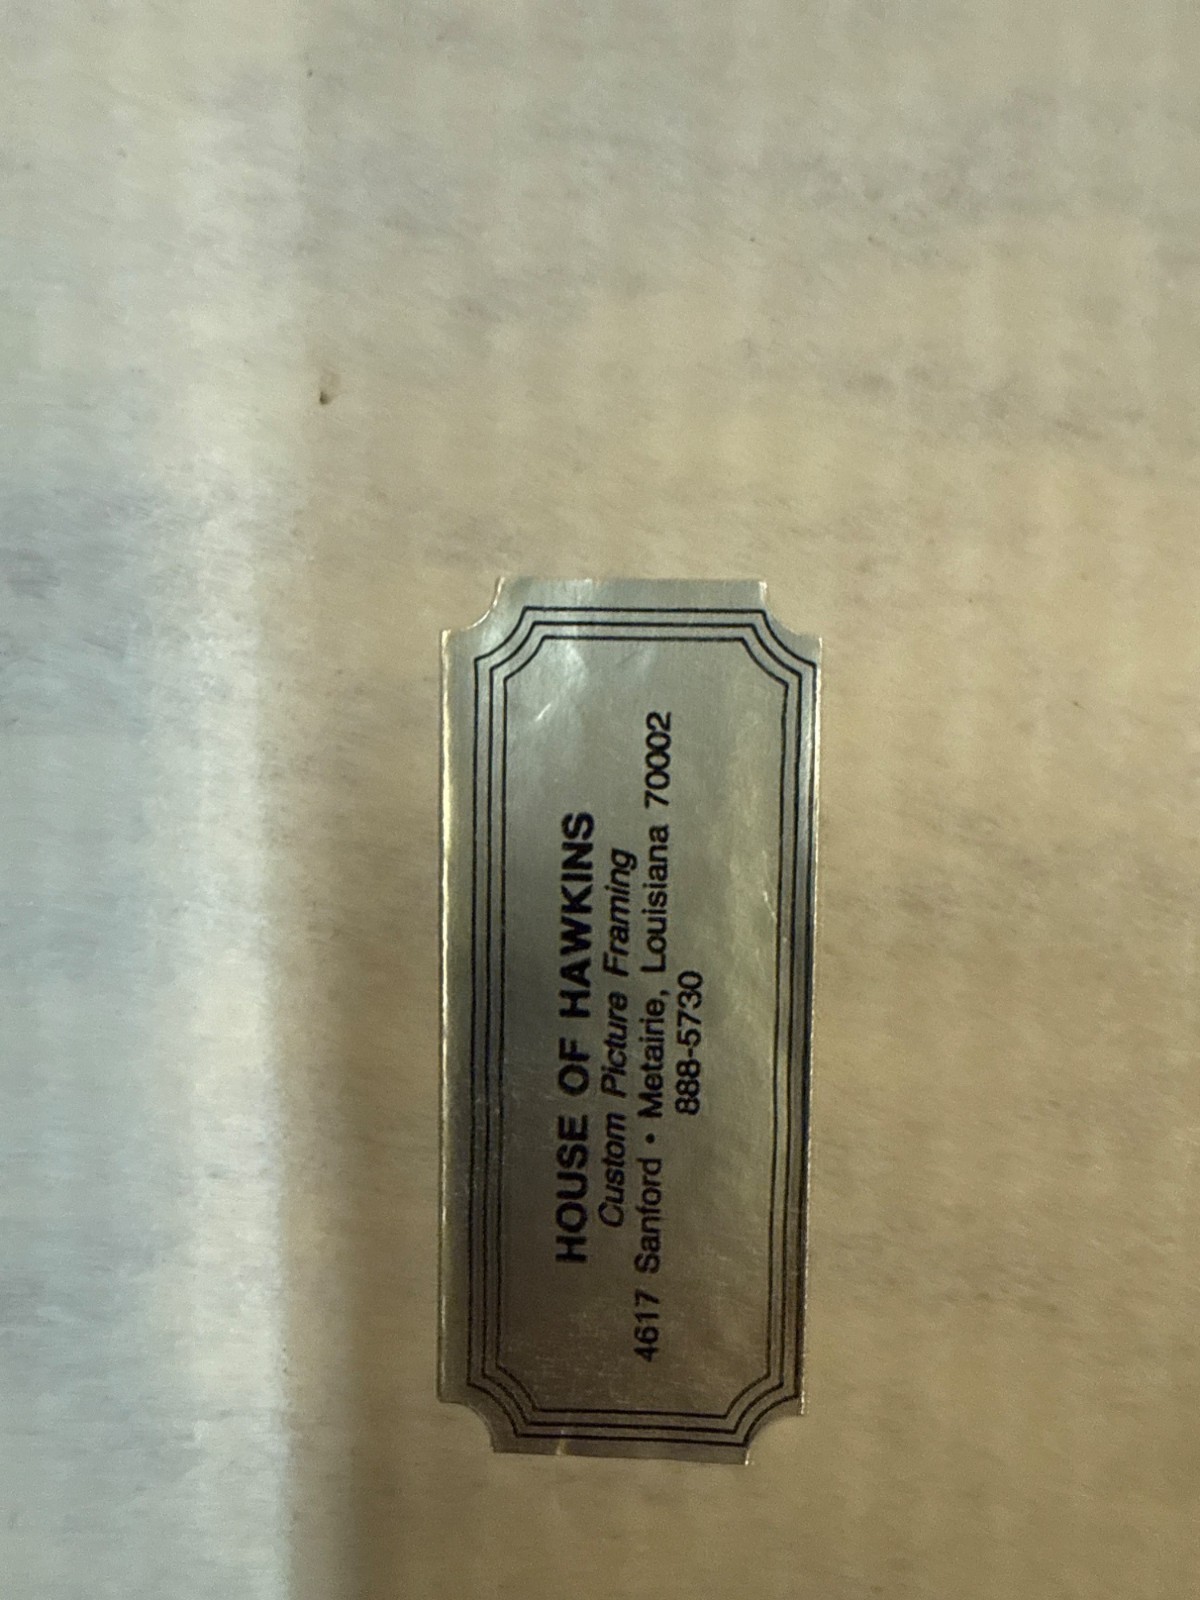 HOUSE OF HAWKINS
Custom Picture Framing
4617 Sanford • Metairie, Louisiana 70002
888-5730